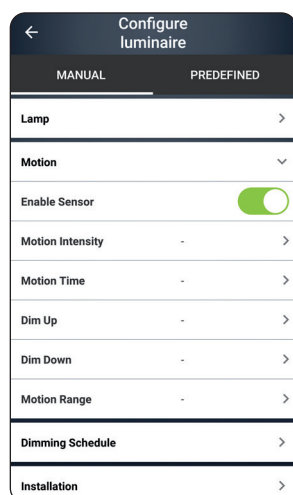 Configure
luminaire
MANUAL PREDEFINED
Lamp
Motion
Enable Sensor
Motion Intensity -
Motion Time -
Dim Up -
Dim Down -
Motion Range -
Dimming Schedule
Installation